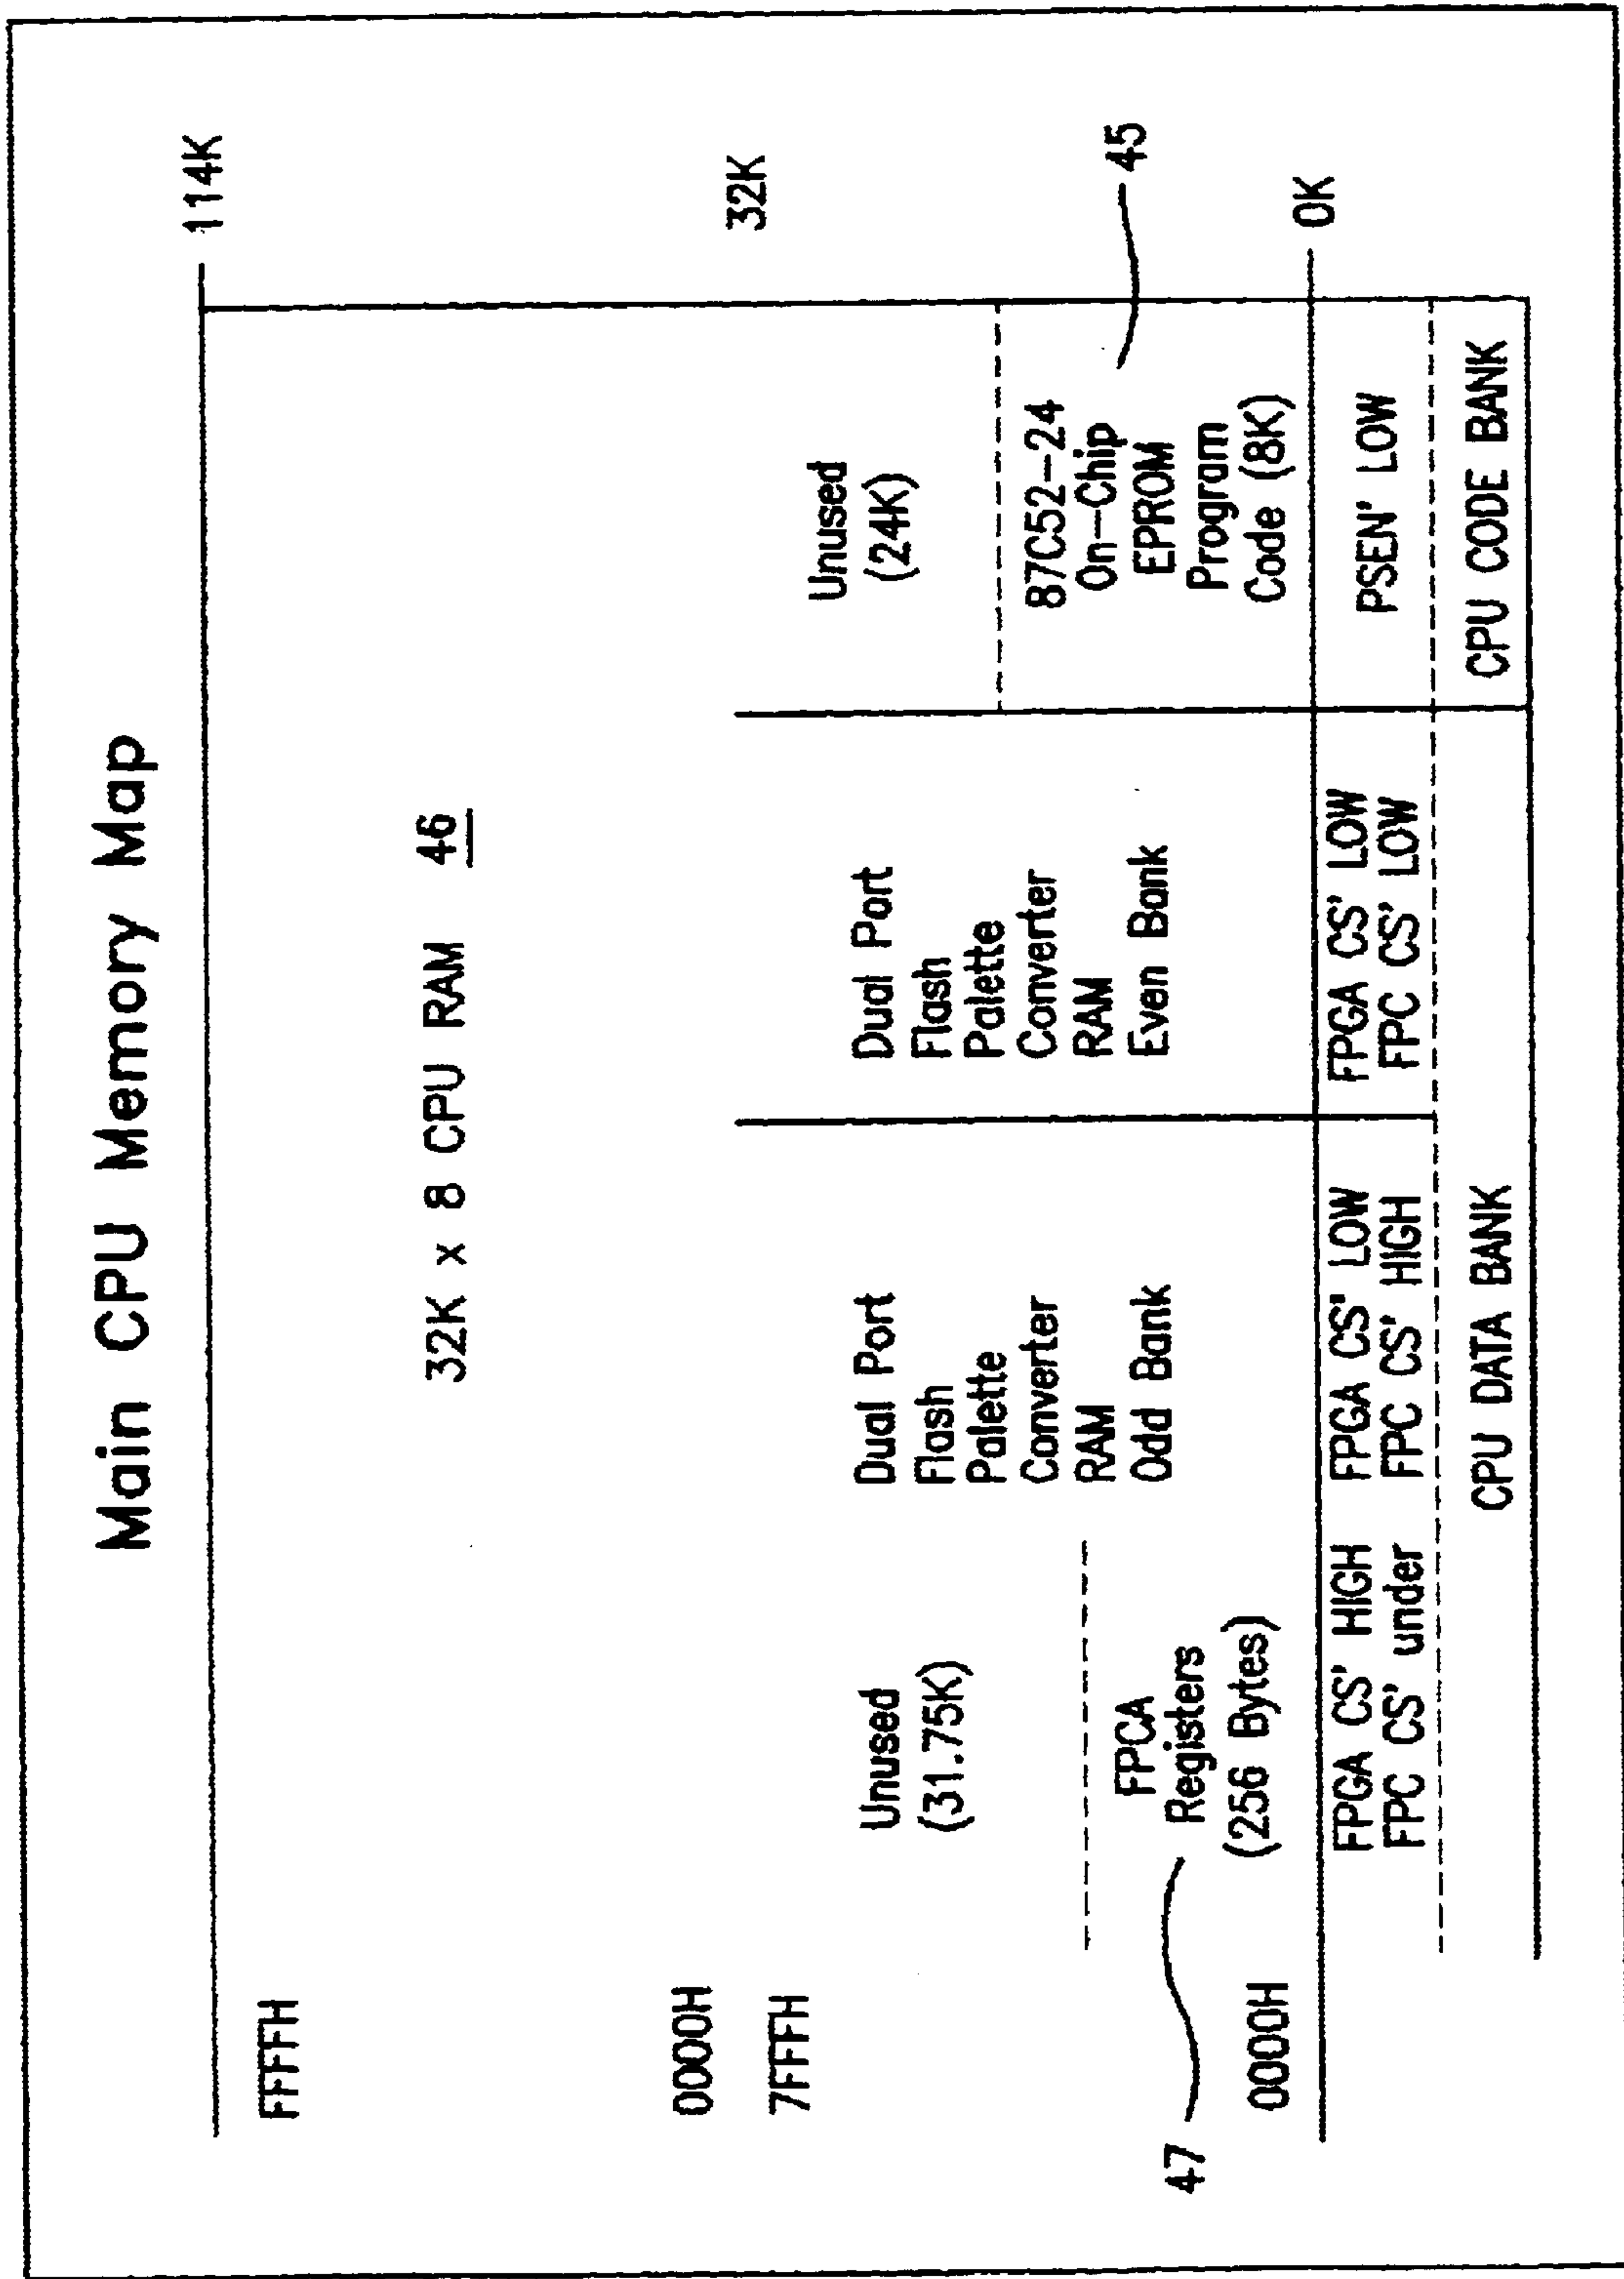 Main CPU Memory Map
114K
FFFFH
32K x 8 CPU RAM 46
0000H
32K
7FFFH
Unused
(31.75K)
FPCA
Registers
(256 Bytes)
47
0000H
Dual Port
Flash
Palette
Converter
RAM
Odd Bank
Dual Port
Flash
Palette
Converter
RAM
Even Bank
Unused
(24K)
87C52-24
On-Chip
EPROM
Program
Code (8K)
45
0K
FPGA CS' HIGH
FPC CS' under
FPGA CS' LOW
FPC CS' HIGH
FPGA CS' LOW
FPC CS' LOW
PSEN' LOW
CPU DATA BANK
CPU CODE BANK